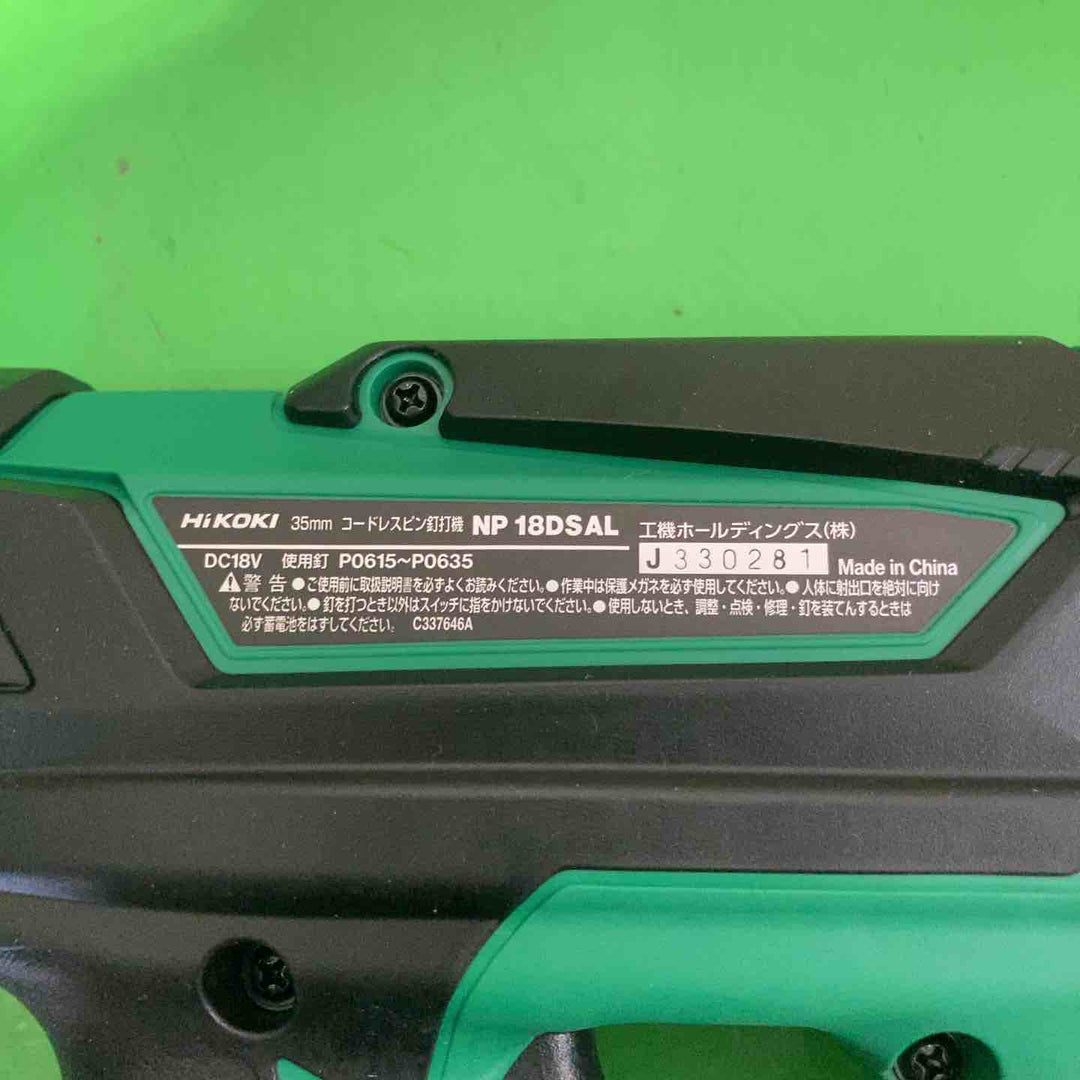 HiKOKI 35mm コードレスピン釘打機 NP 18DSAL 工機ホールディングス(株)
DC18V 使用釘 P0615~P0635 J330281 Made in China
警告 ●ご使用前に取扱説明書を必ずよくお読みください。●作業中は保護メガネを必ず使用してください。●人体に射出口を絶対に向け
ないでください。●釘を打つとき以外はスイッチに指をかけないでください。●使用しないとき、調整・点検・修理・釘を装てんするときは
必ず蓄電池をはずしてください。 C337646A